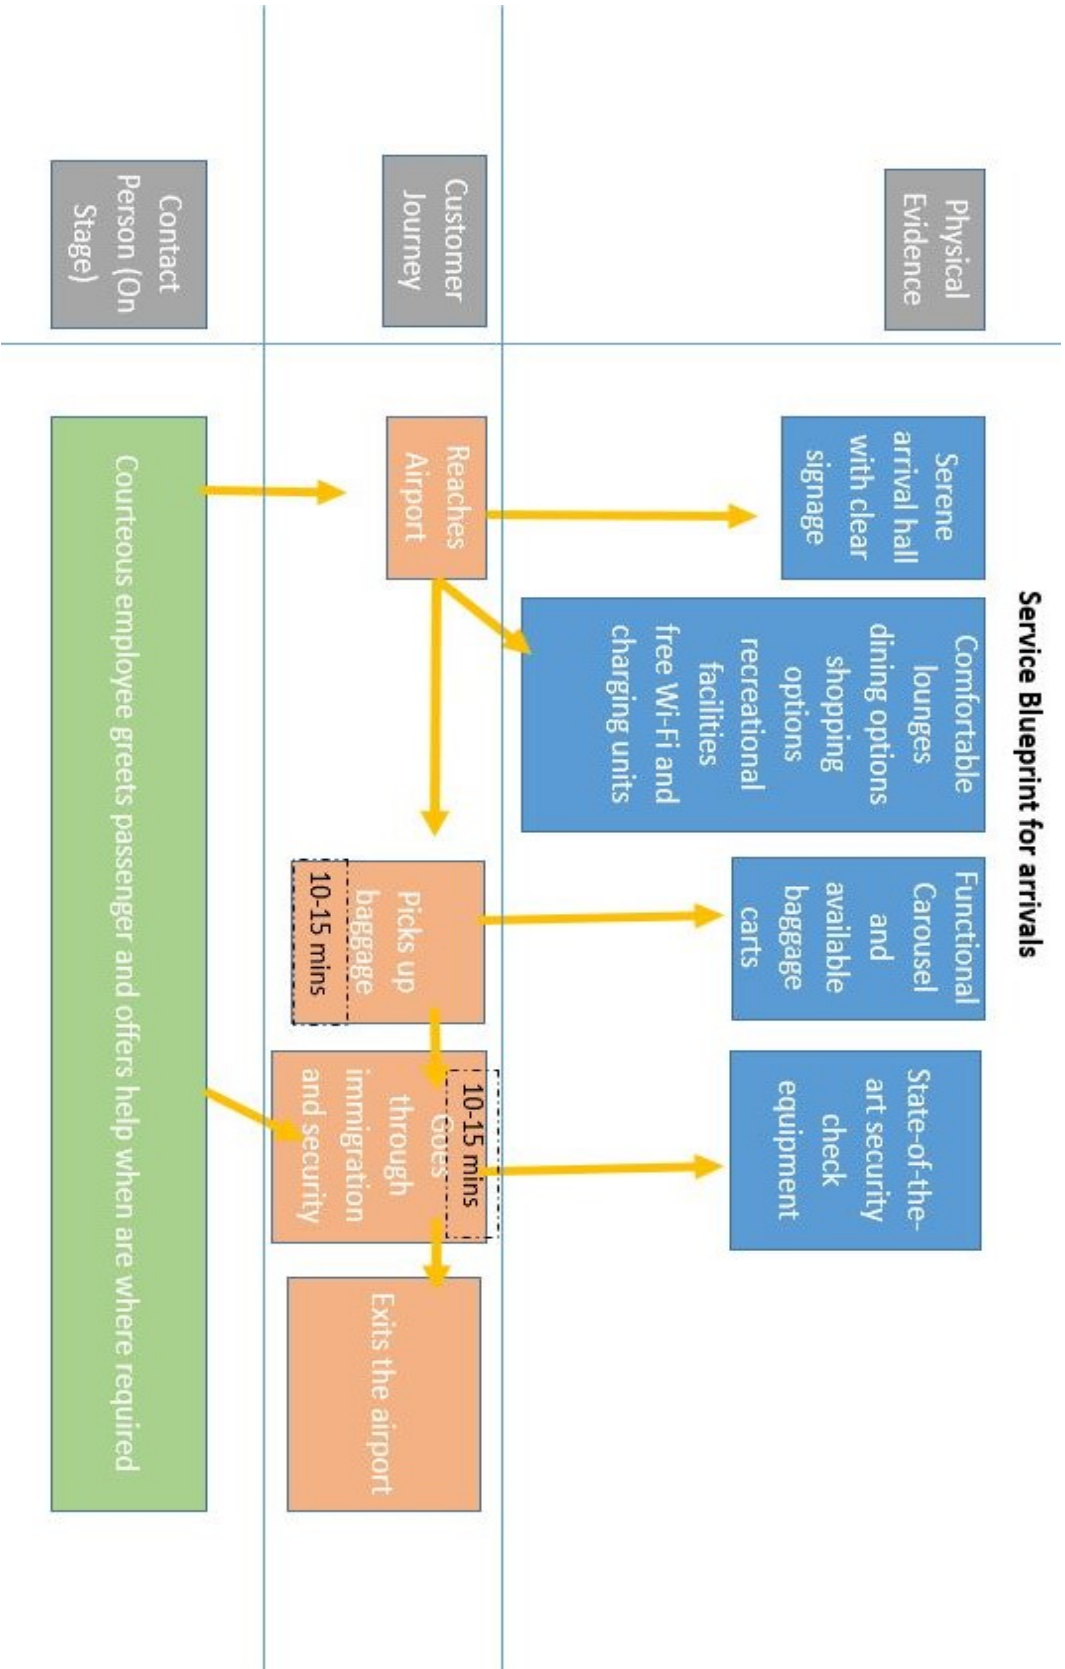 Service Blueprint for arrivals
Physical
Evidence
Serene
arrival hall
with clear
signage
Comfortable
lounges
dining options
shopping
options
recreational
facilities
free Wi-Fi and
charging units
Functional
Carousel
and
available
baggage
carts
State-of-the-
art security
check
equipment
Customer
Journey
Reaches
Airport
Picks up
baggage
10-15 mins
10-15 mins
Goes
through
immigration
and security
Exits the airport
Contact
Person (On
Stage)
Courteous employee greets passenger and offers help when are where required